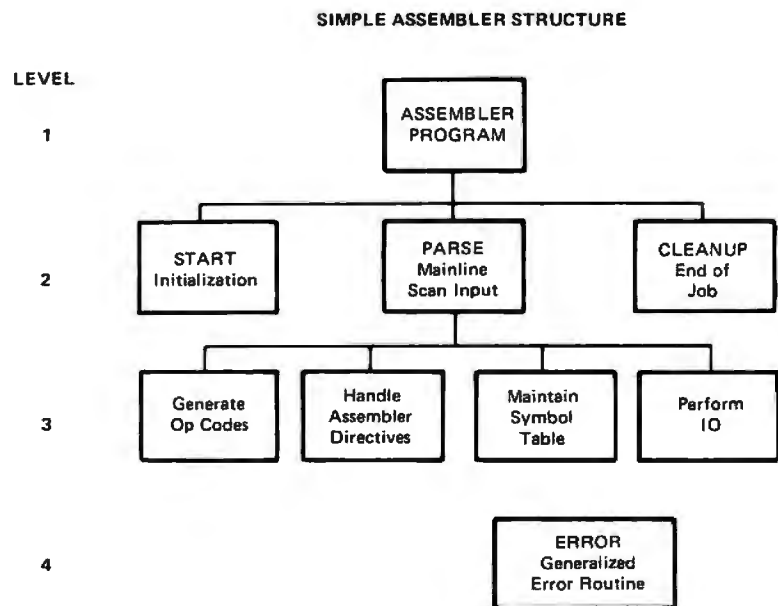 SIMPLE ASSEMBLER STRUCTURE
LEVEL
1
ASSEMBLER
PROGRAM
2
START
Initialization
PARSE
Mainline
Scan Input
CLEANUP
End of
Job
3
Generate
Op Codes
Handle
Assembler
Directives
Maintain
Symbol
Table
Perform
IO
4
ERROR
Generalized
Error Routine